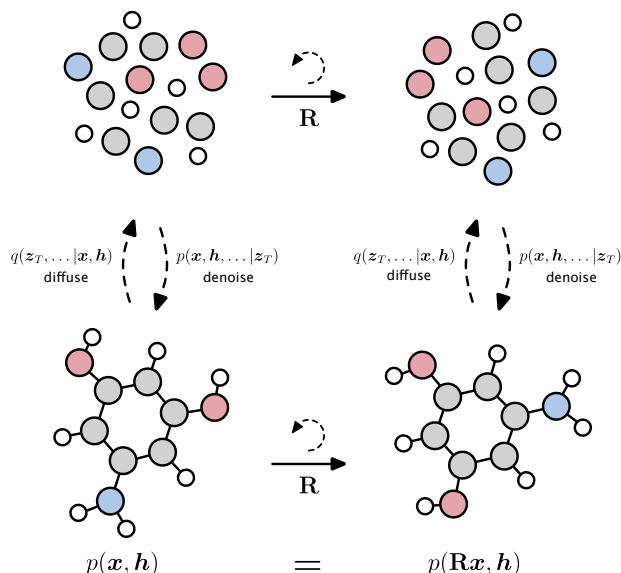 R
q(z_T, …|x, h) p(x, h, …|z_T) q(z_T, …|x, h) p(x, h, …|z_T)
diffuse denoise diffuse denoise
R
p(x, h) = p(Rx, h)